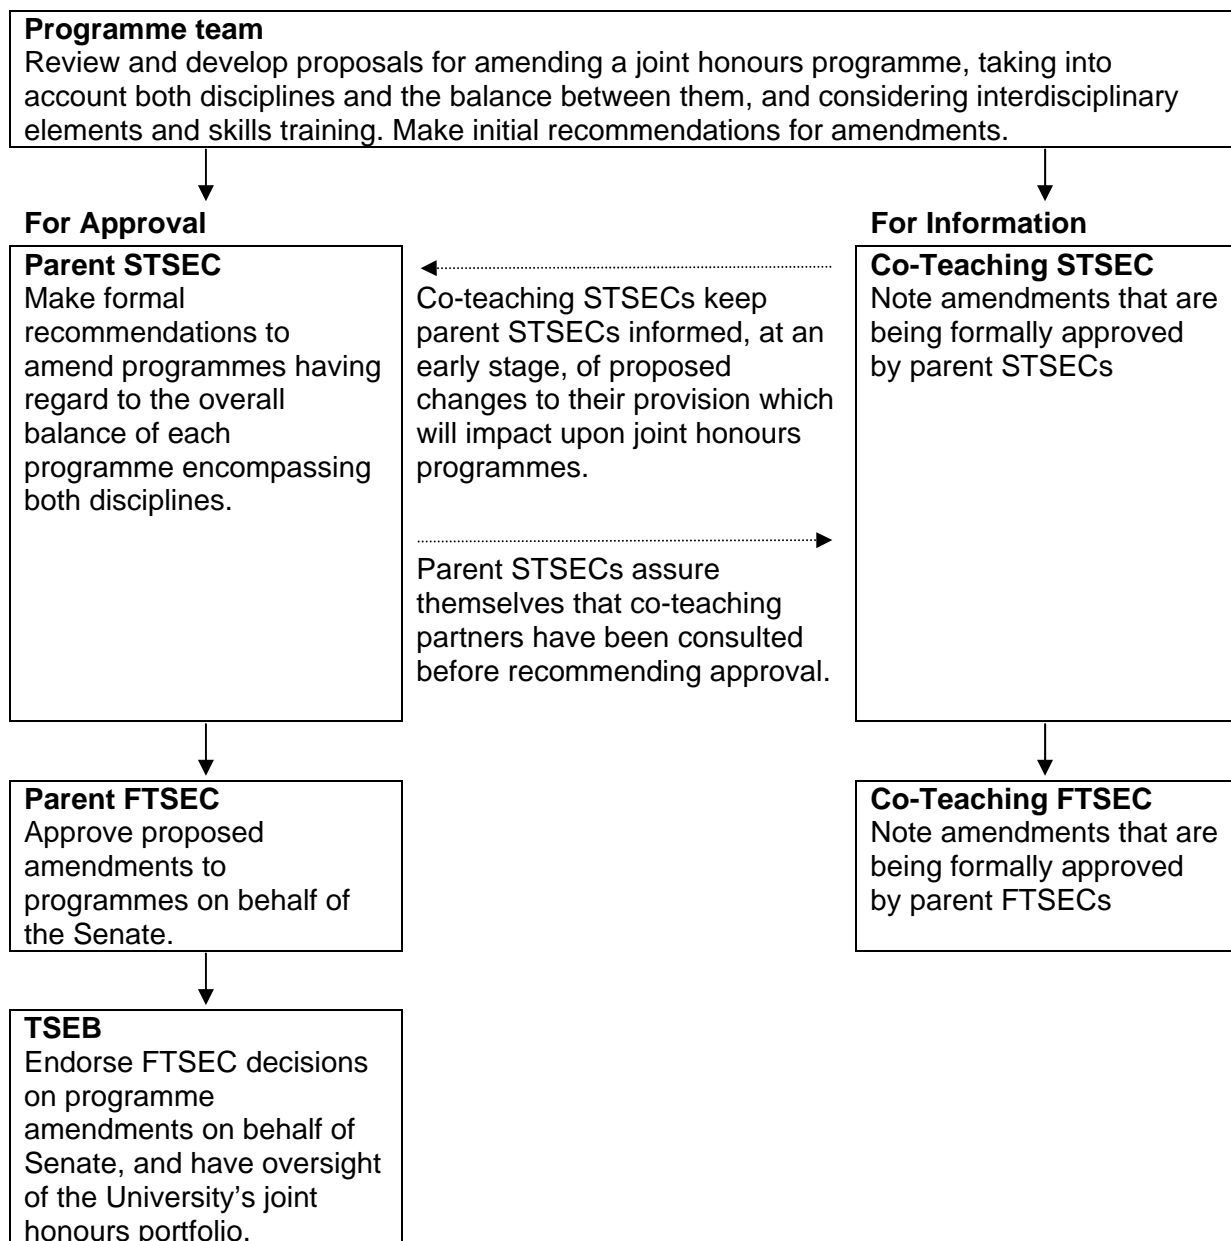 Programme team
Review and develop proposals for amending a joint honours programme, taking into
account both disciplines and the balance between them, and considering interdisciplinary
elements and skills training. Make initial recommendations for amendments.
For Approval
For Information
Parent STSEC
Make formal
recommendations to
amend programmes having
regard to the overall
balance of each
programme encompassing
both disciplines.
Co-teaching STSECs keep
parent STSECs informed, at an
early stage, of proposed
changes to their provision which
will impact upon joint honours
programmes.
Parent STSECs assure
themselves that co-teaching
partners have been consulted
before recommending approval.
Co-Teaching STSEC
Note amendments that are
being formally approved
by parent STSECs
Parent FTSEC
Approve proposed
amendments to
programmes on behalf of
the Senate.
Co-Teaching FTSEC
Note amendments that are
being formally approved
by parent FTSECs
TSEB
Endorse FTSEC decisions
on programme
amendments on behalf of
Senate, and have oversight
of the University’s joint
honours portfolio.